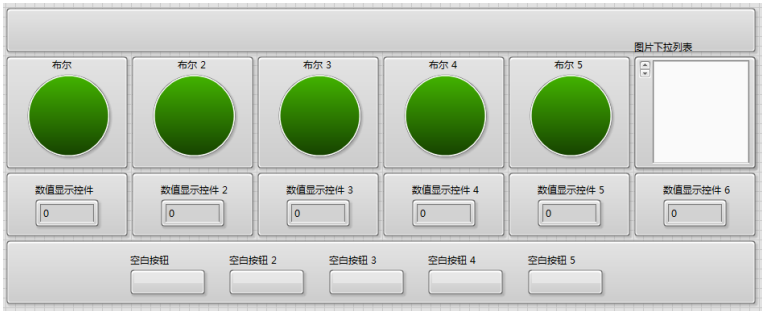 图片下拉列表
布尔 布尔 2 布尔 3 布尔 4 布尔 5
数值显示控件 数值显示控件 2 数值显示控件 3 数值显示控件 4 数值显示控件 5 数值显示控件 6
0 0 0 0 0 0
空白按钮 空白按钮 2 空白按钮 3 空白按钮 4 空白按钮 5